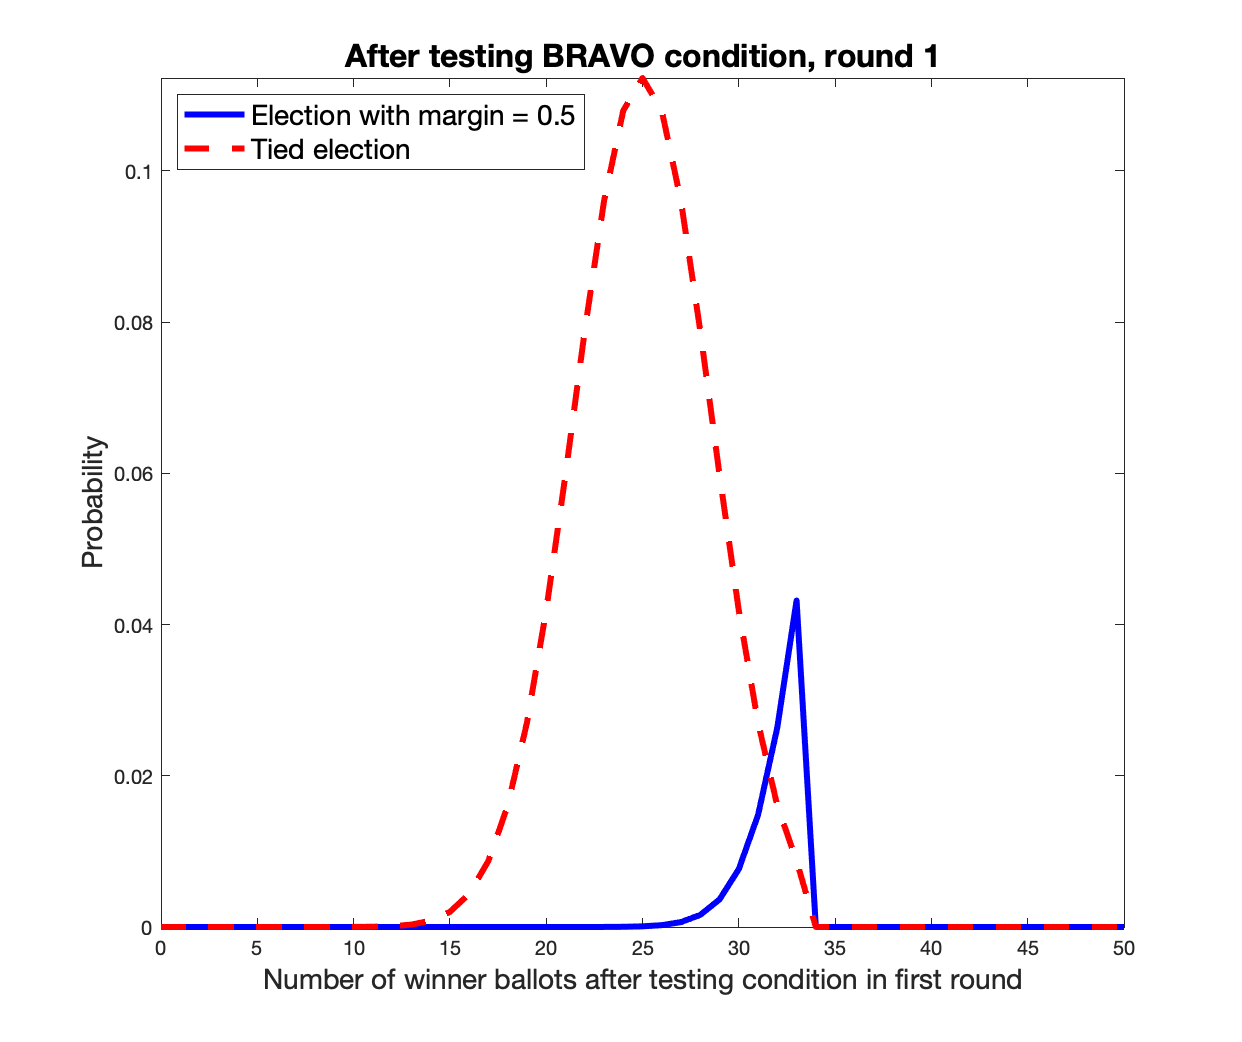 After testing BRAVO condition, round 1
Election with margin = 0.5
Tied election
0.1
0.08
0.06
0.04
0.02
0
Probability
0 5 10 15 20 25 30 35 40 45 50
Number of winner ballots after testing condition in first round